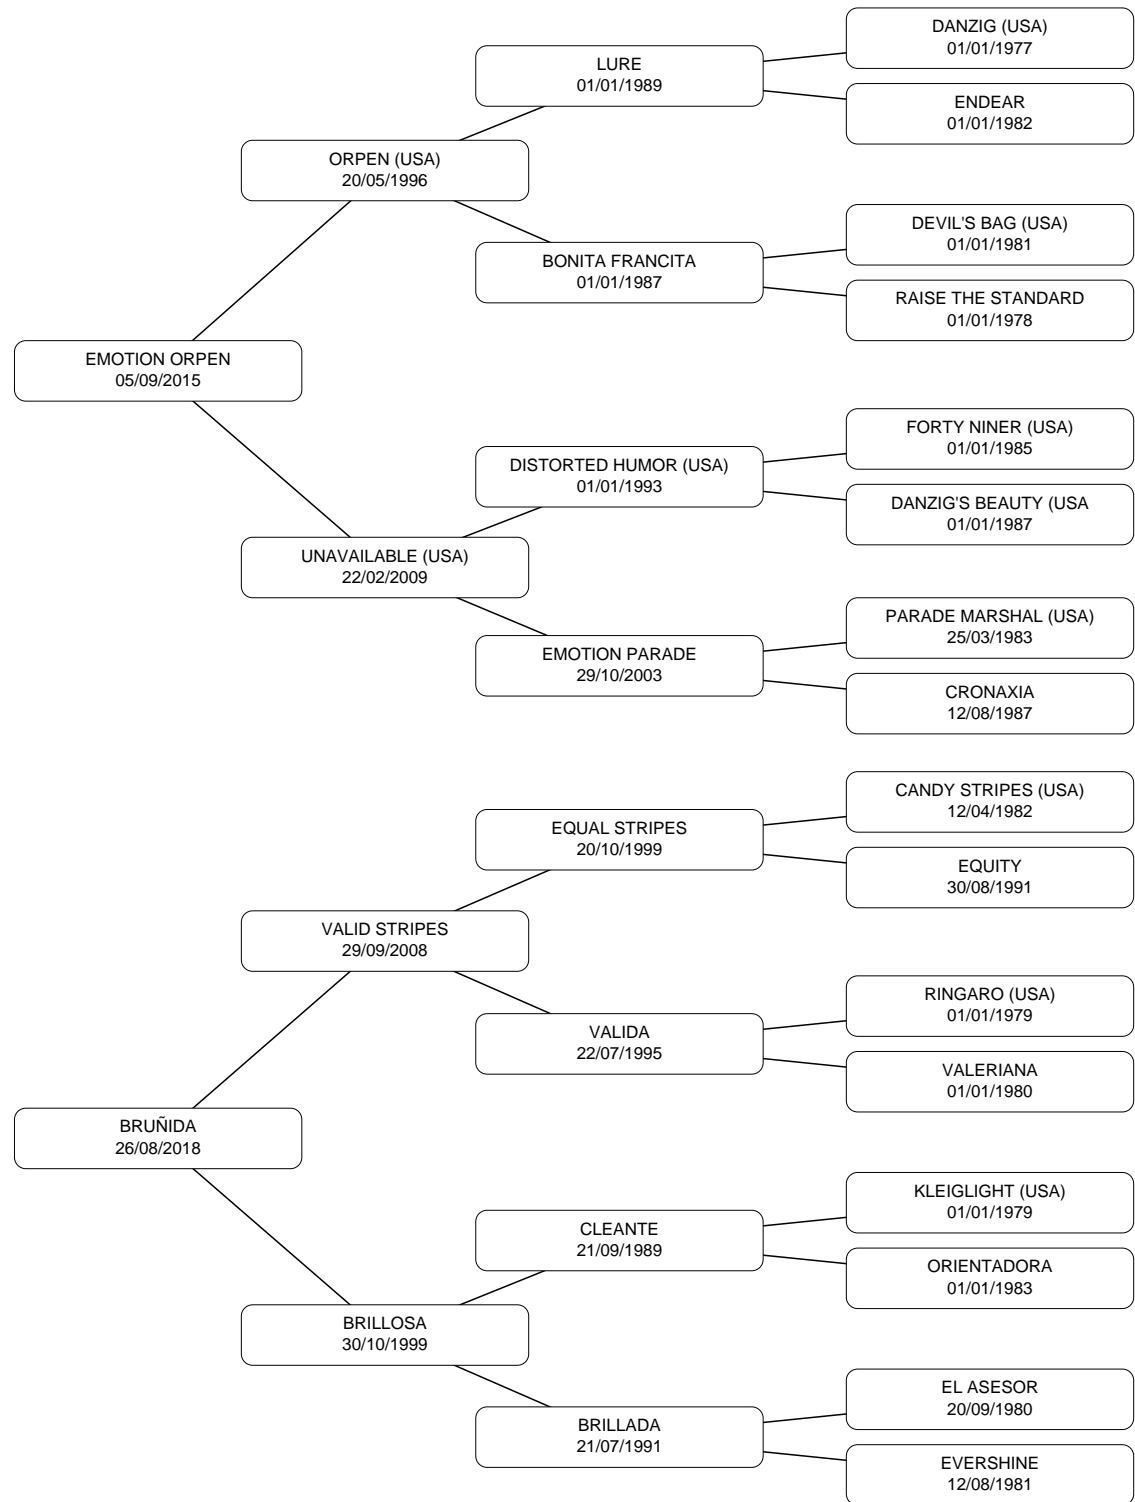 DANZIG (USA)
01/01/1977
LURE
01/01/1989
ENDEAR
01/01/1982
ORPEN (USA)
20/05/1996
DEVIL'S BAG (USA)
01/01/1981
BONITA FRANCITA
01/01/1987
RAISE THE STANDARD
01/01/1978
EMOTION ORPEN
05/09/2015
FORTY NINER (USA)
01/01/1985
DISTORTED HUMOR (USA)
01/01/1993
DANZIG'S BEAUTY (USA
01/01/1987
UNAVAILABLE (USA)
22/02/2009
PARADE MARSHAL (USA)
25/03/1983
EMOTION PARADE
29/10/2003
CRONAXIA
12/08/1987
CANDY STRIPES (USA)
12/04/1982
EQUAL STRIPES
20/10/1999
EQUITY
30/08/1991
VALID STRIPES
29/09/2008
RINGARO (USA)
01/01/1979
VALIDA
22/07/1995
VALERIANA
01/01/1980
BRUÑIDA
26/08/2018
KLEIGLIGHT (USA)
01/01/1979
CLEANTE
21/09/1989
ORIENTADORA
01/01/1983
BRILLOSA
30/10/1999
EL ASESOR
20/09/1980
BRILLADA
21/07/1991
EVERSHINE
12/08/1981